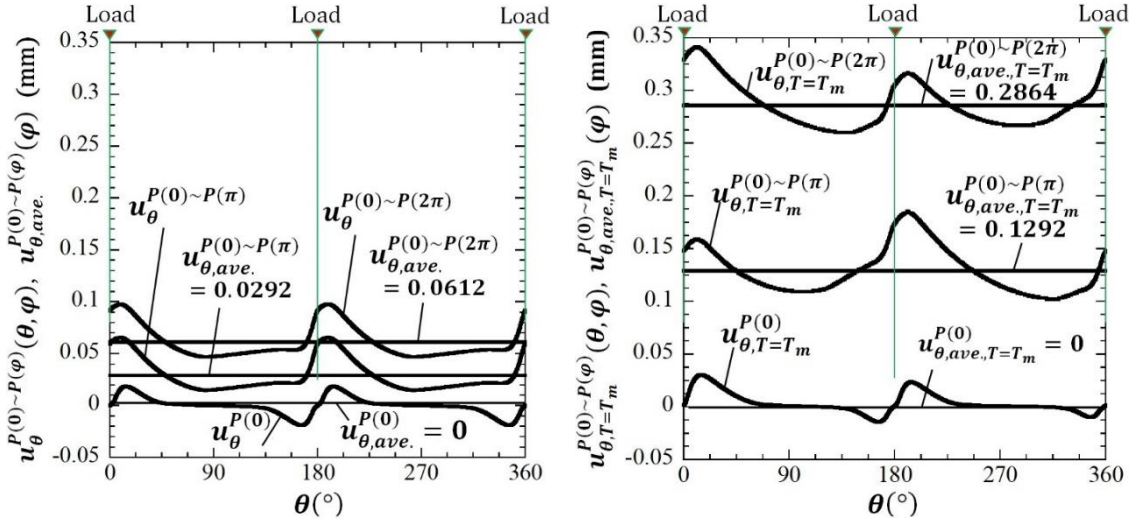 Load Load Load
u_θ^{P(0)~P(φ)}(θ,φ), u_{θ,ave.}^{P(0)~P(φ)}(φ) (mm)
0.35
0.3
0.25
0.2
0.15
0.1
0.05
0
-0.05
u_θ^{P(0)~P(π)}
u_θ^{P(0)~P(2π)}
u_{θ,ave.}^{P(0)~P(π)}
= 0.0292
u_{θ,ave.}^{P(0)~P(2π)}
= 0.0612
u_θ^{P(0)}
u_{θ,ave.}^{P(0)} = 0
0 90 180 270 360
θ(°)
Load Load Load
u_{θ,T=T_m}^{P(0)~P(φ)}(θ,φ), u_{θ,ave.,T=T_m}^{P(0)~P(φ)}(φ) (mm)
0.35
0.3
0.25
0.2
0.15
0.1
0.05
0
-0.05
u_{θ,T=T_m}^{P(0)~P(2π)}
u_{θ,ave.,T=T_m}^{P(0)~P(2π)}
= 0.2864
u_{θ,T=T_m}^{P(0)~P(π)}
u_{θ,ave.,T=T_m}^{P(0)~P(π)}
= 0.1292
u_{θ,T=T_m}^{P(0)}
u_{θ,ave.,T=T_m}^{P(0)} = 0
0 90 180 270 360
θ(°)